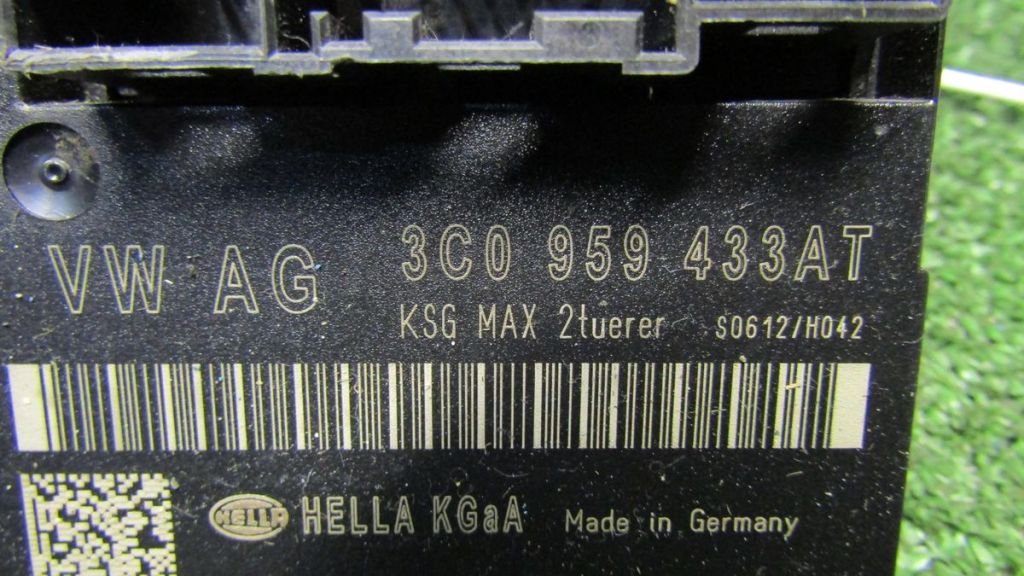 VW AG 3C0 959 433AT
KSG MAX 2tuerer S0612/H042
HELLA HELLA KGaA Made in Germany